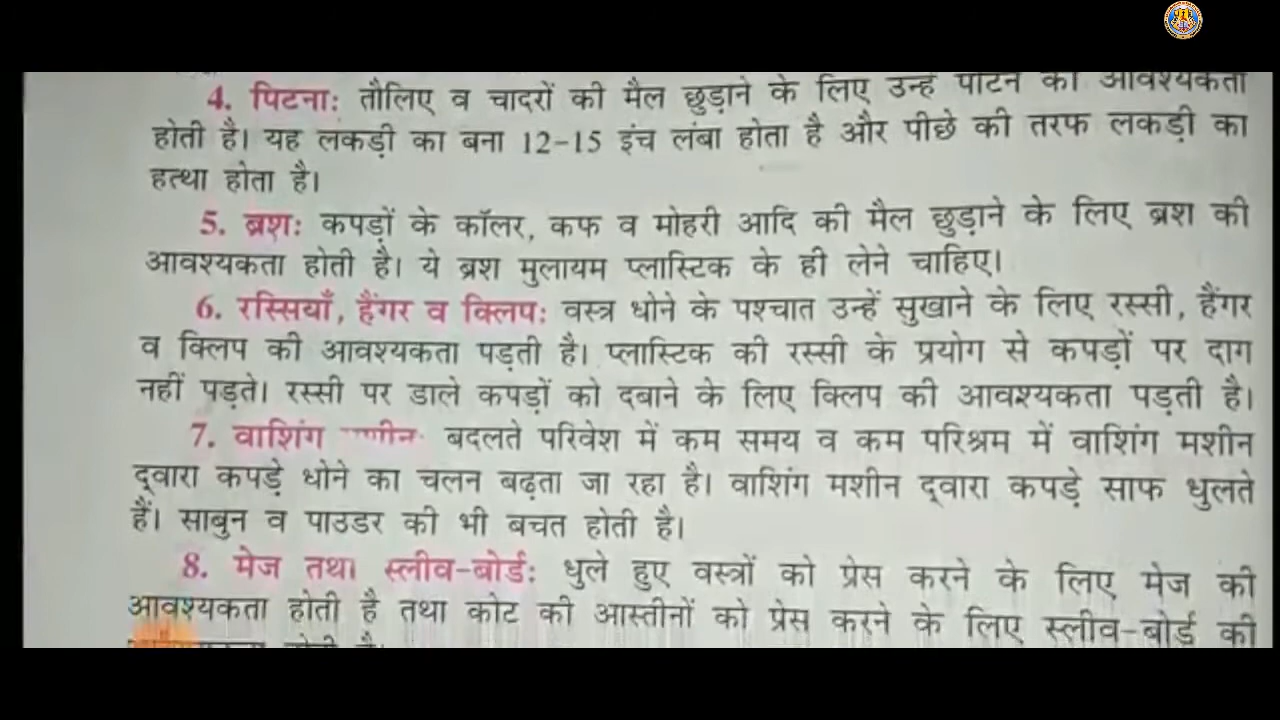 4. पिटना: तौलिए व चादरों की मैल छुड़ाने के लिए उन्हें पीटने की आवश्यकता
होती है। यह लकड़ी का बना 12-15 इंच लंबा होता है और पीछे की तरफ लकड़ी का
हत्था होता है।
5. ब्रश: कपड़ों के कॉलर, कफ व मोहरी आदि की मैल छुड़ाने के लिए ब्रश की
आवश्यकता होती है। ये ब्रश मुलायम प्लास्टिक के ही लेने चाहिए।
6. रस्सियाँ, हैंगर व क्लिप: वस्त्र धोने के पश्चात उन्हें सुखाने के लिए रस्सी, हैंगर
व क्लिप की आवश्यकता पड़ती है। प्लास्टिक की रस्सी के प्रयोग से कपड़ों पर दाग
नहीं पड़ते। रस्सी पर डाले कपड़ों को दबाने के लिए क्लिप की आवश्यकता पड़ती है।
7. वाशिंग मशीन: बदलते परिवेश में कम समय व कम परिश्रम में वाशिंग मशीन
द्वारा कपड़े धोने का चलन बढ़ता जा रहा है। वाशिंग मशीन द्वारा कपड़े साफ धुलते
हैं। साबुन व पाउडर की भी बचत होती है।
8. मेज तथा स्लीव-बोर्ड: धुले हुए वस्त्रों को प्रेस करने के लिए मेज की
आवश्यकता होती है तथा कोट की आस्तीनों को प्रेस करने के लिए स्लीव-बोर्ड की